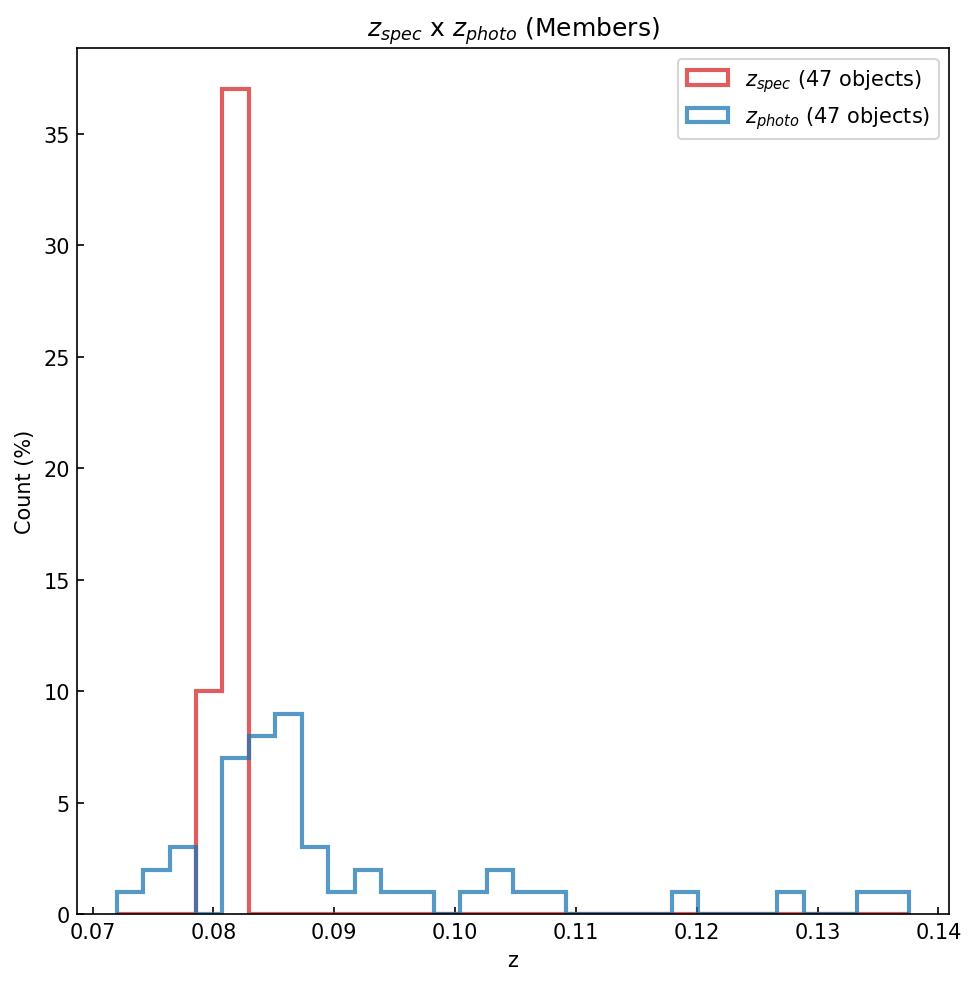 z_spec x z_photo (Members)
z_spec (47 objects)
z_photo (47 objects)
Count (%)
35
30
25
20
15
10
5
0
0.07 0.08 0.09 0.10 0.11 0.12 0.13 0.14
z